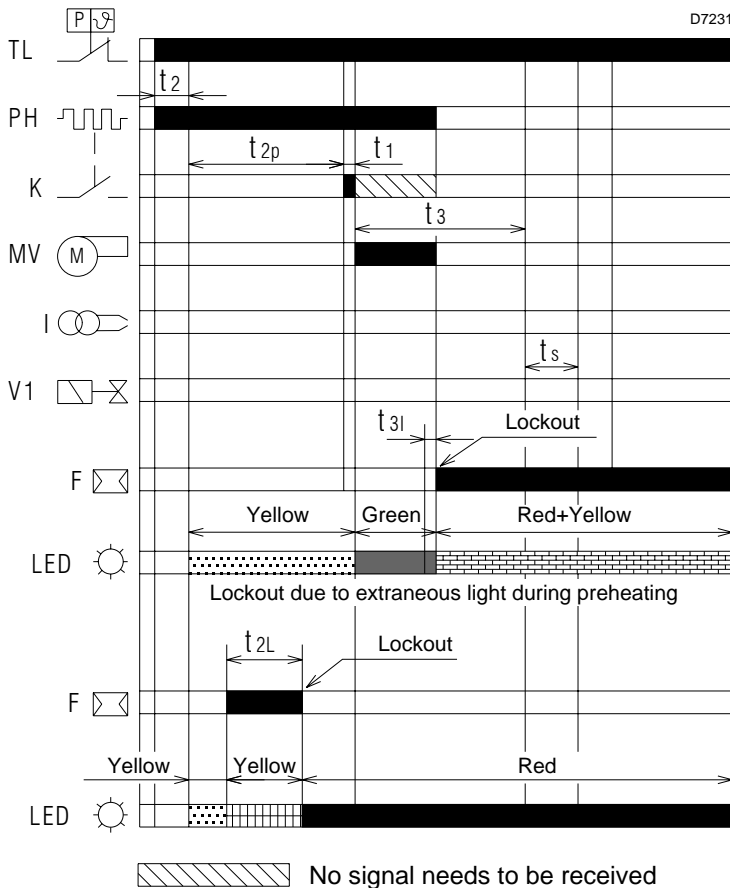 D7231
P ϑ
TL
t2
PH
t2p t1
K
t3
MV M
I
ts
V1
t3l Lockout
F
Yellow Green Red+Yellow
LED
Lockout due to extraneous light during preheating
t2L Lockout
F
Yellow Yellow Red
LED
No signal needs to be received